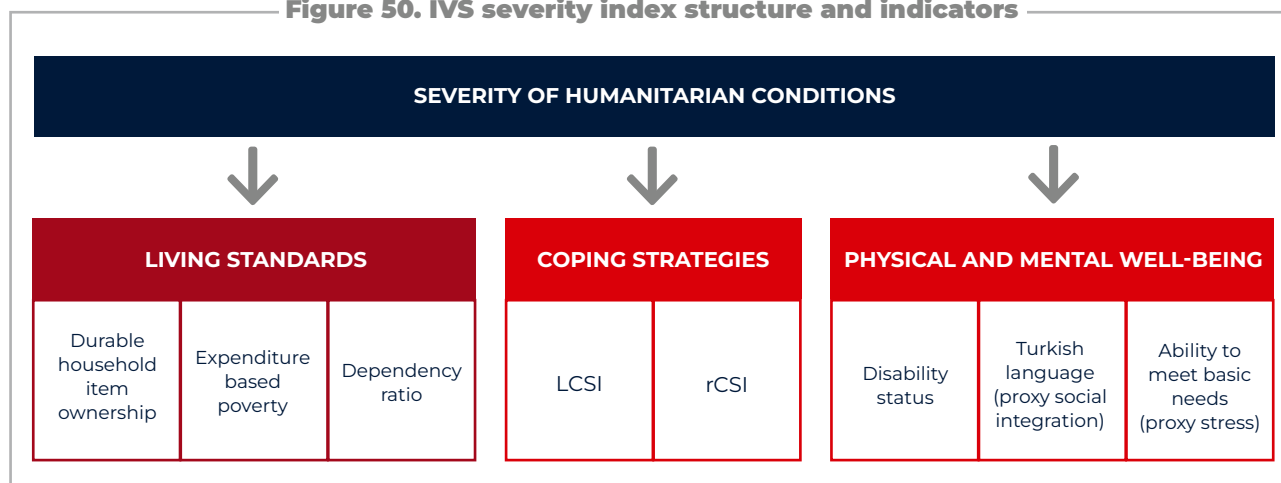 Figure 50. IVS severity index structure and indicators
SEVERITY OF HUMANITARIAN CONDITIONS
LIVING STANDARDS
Durable
household
item
ownership
Expenditure
based
poverty
Dependency
ratio
COPING STRATEGIES
LCSI
rCSI
PHYSICAL AND MENTAL WELL-BEING
Disability
status
Turkish
language
(proxy social
integration)
Ability to
meet basic
needs
(proxy stress)